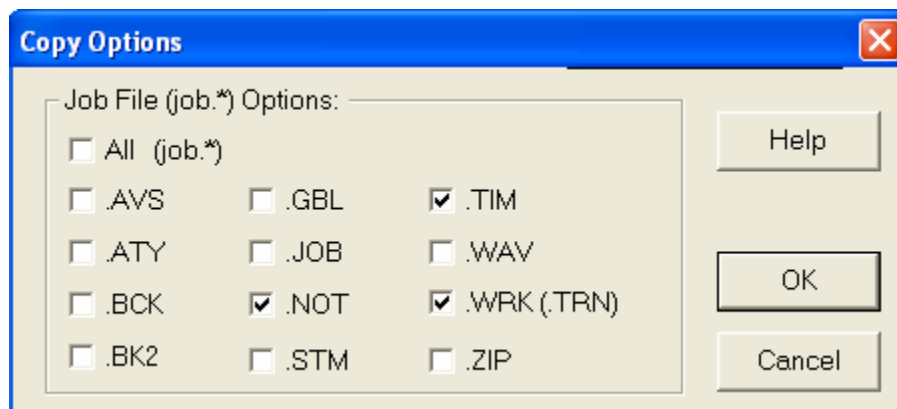 Copy Options
Job File (job.*) Options:
All (job.*)
.AVS .GBL .TIM
.ATY .JOB .WAV
.BCK .NOT .WRK (.TRN)
.BK2 .STM .ZIP
Help
OK
Cancel